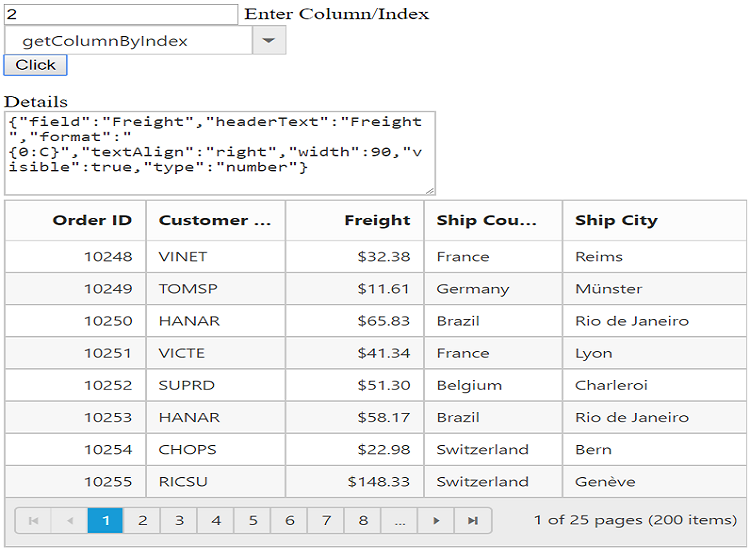 2 Enter Column/Index
getColumnByIndex
Click
Details
{"field":"Freight","headerText":"Freight
","format":"
{0:C}","textAlign":"right","width":90,"v
isible":true,"type":"number"}
Order ID Customer ... Freight Ship Cou... Ship City
10248 VINET $32.38 France Reims
10249 TOMSP $11.61 Germany Münster
10250 HANAR $65.83 Brazil Rio de Janeiro
10251 VICTE $41.34 France Lyon
10252 SUPRD $51.30 Belgium Charleroi
10253 HANAR $58.17 Brazil Rio de Janeiro
10254 CHOPS $22.98 Switzerland Bern
10255 RICSU $148.33 Switzerland Genève
1 2 3 4 5 6 7 8 ... 1 of 25 pages (200 items)